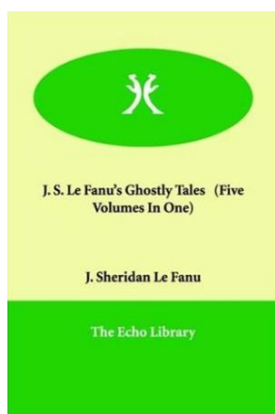 J. S. Le Fanu's Ghostly Tales (Five
Volumes In One)
J. Sheridan Le Fanu
The Echo Library